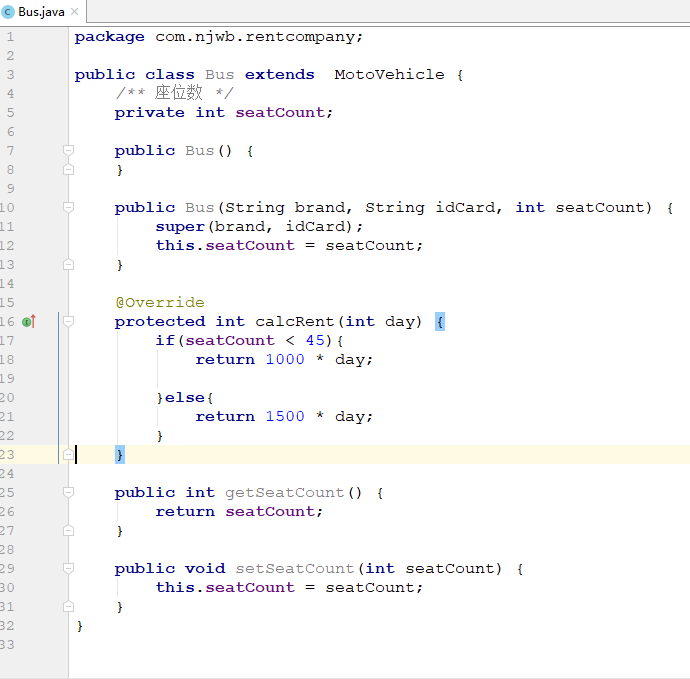 Bus.java
1 package com.njwb.rentcompany;
2
3 public class Bus extends  MotoVehicle {
4     /** 座位数 */
5     private int seatCount;
6
7     public Bus() {
8     }
9
10     public Bus(String brand, String idCard, int seatCount) {
11         super(brand, idCard);
12         this.seatCount = seatCount;
13     }
14
15     @Override
16     protected int calcRent(int day) {
17         if(seatCount < 45){
18             return 1000 * day;
19
20         }else{
21             return 1500 * day;
22         }
23     }
24
25     public int getSeatCount() {
26         return seatCount;
27     }
28
29     public void setSeatCount(int seatCount) {
30         this.seatCount = seatCount;
31     }
32 }
33